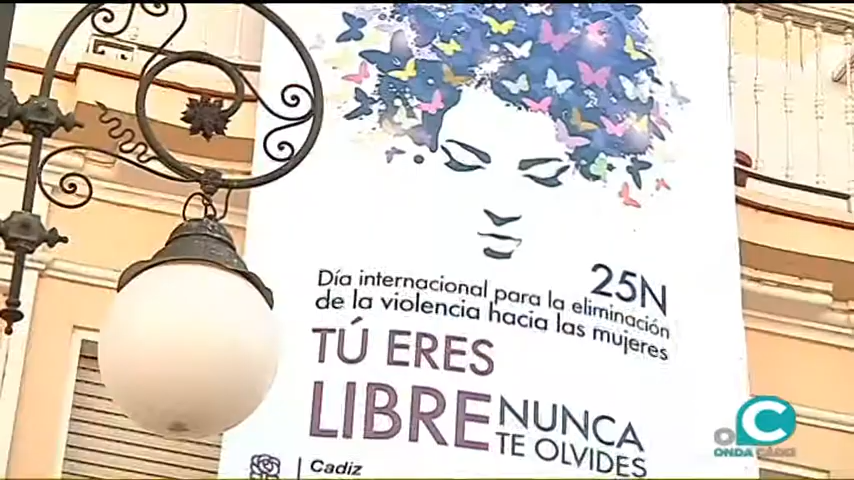 25N
Día internacional para la eliminación
de la violencia hacia las mujeres
TÚ ERES
LIBRE NUNCA
TE OLVIDES
Cadiz
ONDA CÁDIZ